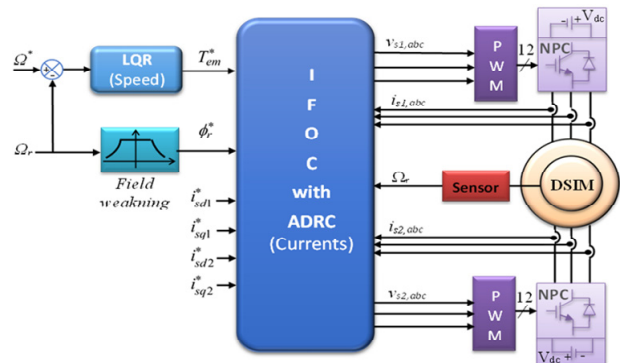 Ω*
+
-
LQR
(Speed)
T*em
Ωr
Field
weakning
ϕ*r
i*sd1
i*sq1
i*sd2
i*sq2
I
F
O
C
with
ADRC
(Currents)
vs1,abc
P
W
M
12
NPC
- + Vdc
is1,abc
Ωr
Sensor
DSIM
is2,abc
vs2,abc
P
W
M
12
NPC
Vdc + -